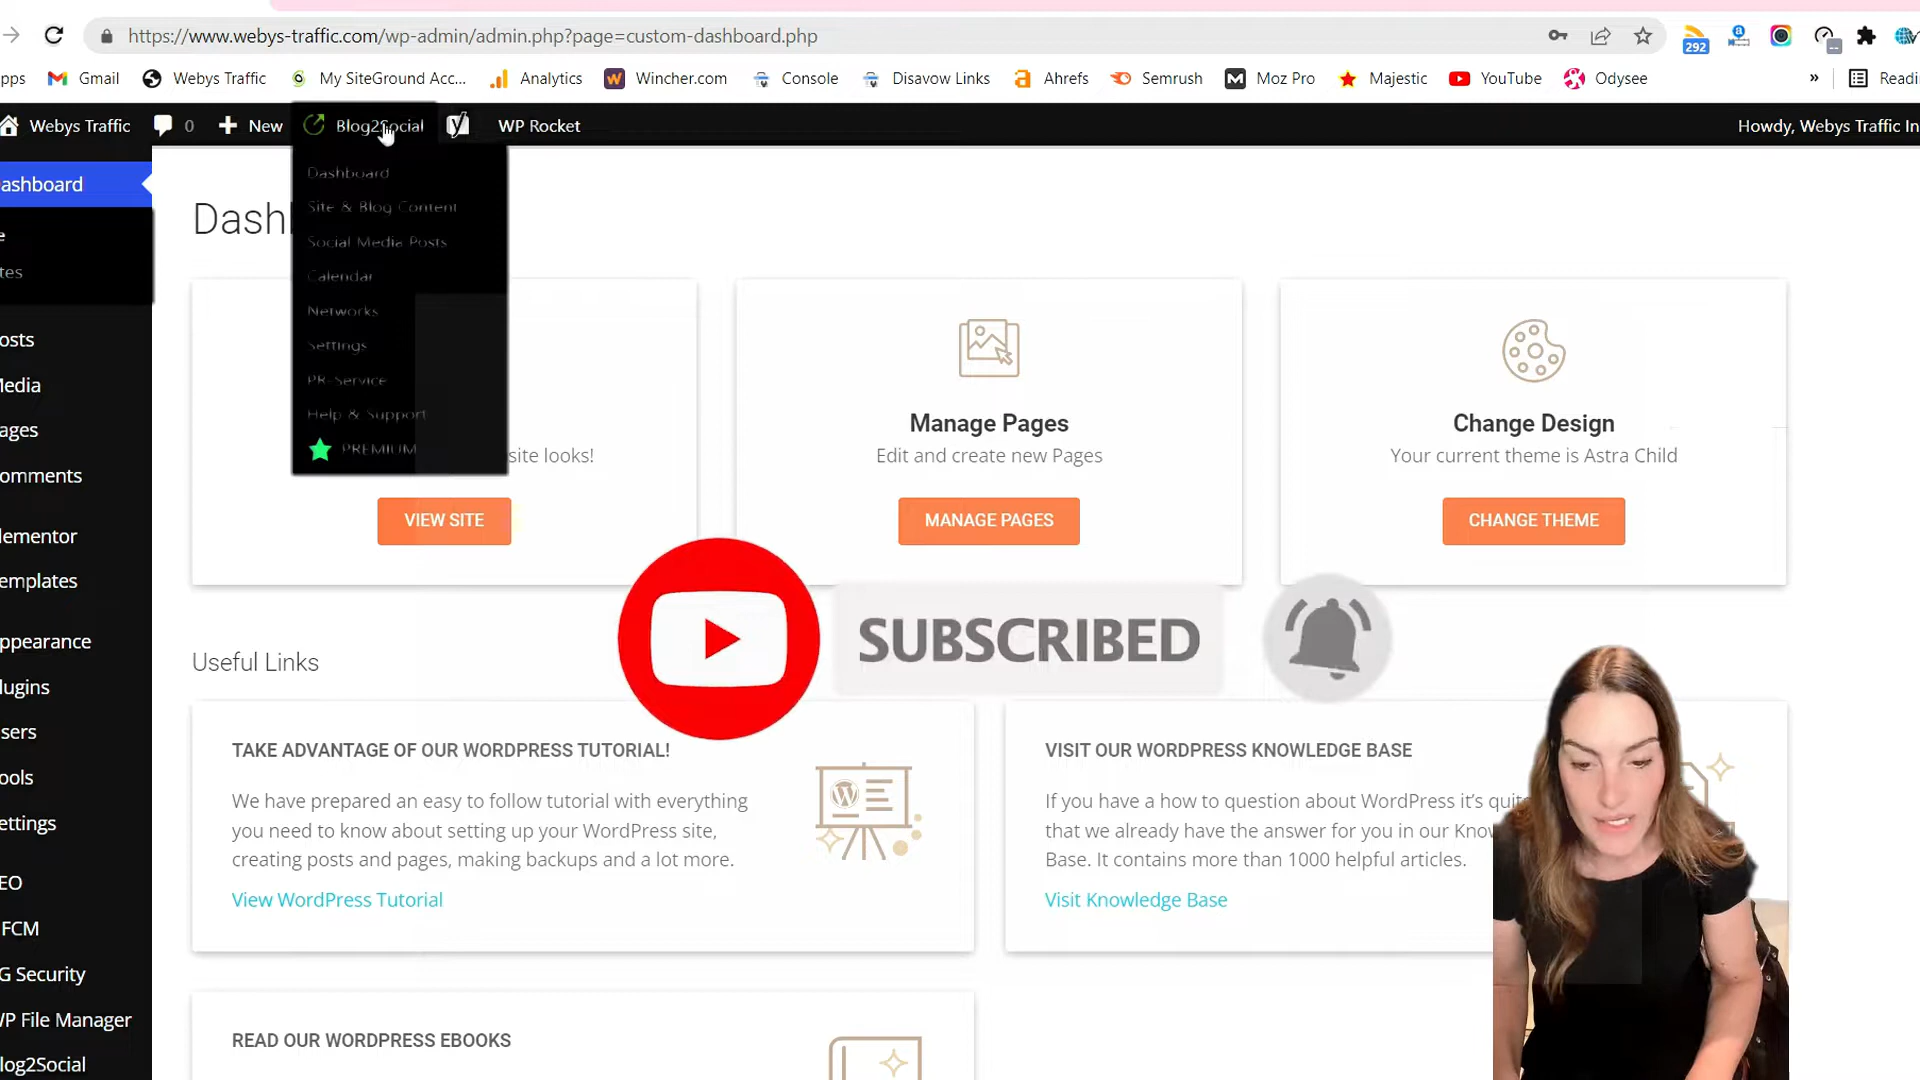 https://www.webys-traffic.com/wp-admin/admin.php?page=custom-dashboard.php
292
pps Gmail Webys Traffic My SiteGround Acc... Analytics Wincher.com Console Disavow Links Ahrefs Semrush Moz Pro Majestic YouTube Odysee » Readi
Webys Traffic 0 New Blog2Social WP Rocket Howdy, Webys Traffic In
ashboard
e
tes
osts
Media
ages
omments
lementor
emplates
ppearance
lugins
sers
ools
ettings
EO
FCM
G Security
WP File Manager
log2Social
Dashboard
Site & Blog Content
Social Media Posts
Calendar
Networks
Settings
PR-Service
Help & Support
PREMIUM
Dash
site looks!
VIEW SITE
Manage Pages
Edit and create new Pages
MANAGE PAGES
Change Design
Your current theme is Astra Child
CHANGE THEME
SUBSCRIBED
Useful Links
TAKE ADVANTAGE OF OUR WORDPRESS TUTORIAL!
We have prepared an easy to follow tutorial with everything
you need to know about setting up your WordPress site,
creating posts and pages, making backups and a lot more.
View WordPress Tutorial
VISIT OUR WORDPRESS KNOWLEDGE BASE
If you have a how to question about WordPress it's quit
that we already have the answer for you in our Know
Base. It contains more than 1000 helpful articles.
Visit Knowledge Base
READ OUR WORDPRESS EBOOKS